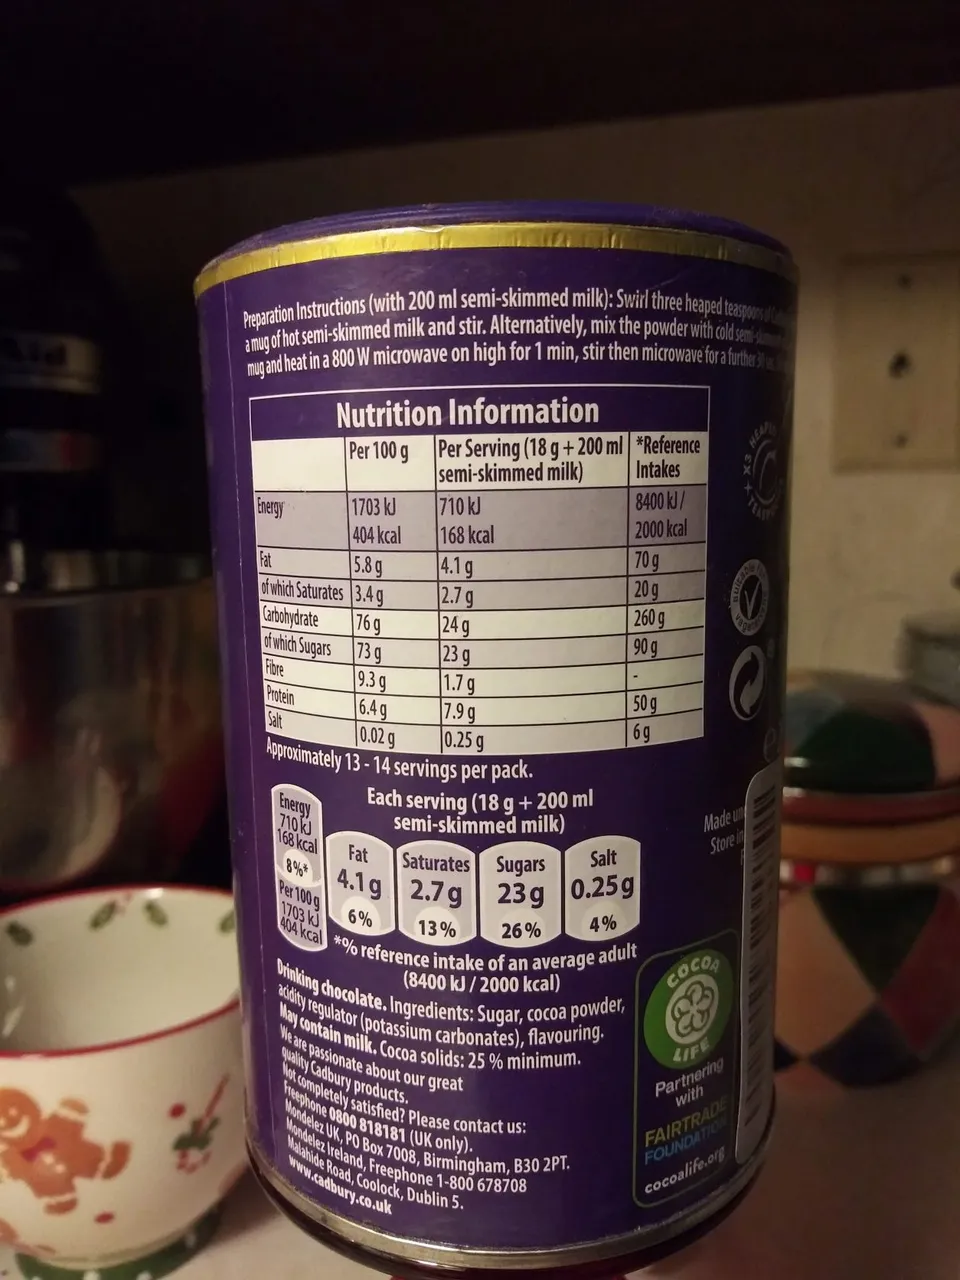 Preparation Instructions (with 200 ml semi-skimmed milk): Swirl three heaped teaspoons of
a mug of hot semi-skimmed milk and stir. Alternatively, mix the powder with cold
mug and heat in a 800 W microwave on high for 1 min, stir then microwave for a further
Nutrition Information
Per 100 g Per Serving (18 g + 200 ml semi-skimmed milk) *Reference Intakes
Energy 1703 kJ 710 kJ 8400 kJ /
404 kcal 168 kcal 2000 kcal
Fat 5.8 g 4.1 g 70 g
of which Saturates 3.4 g 2.7 g 20 g
Carbohydrate 76 g 24 g 260 g
of which Sugars 73 g 23 g 90 g
Fibre 9.3 g 1.7 g -
Protein 6.4 g 7.9 g 50 g
Salt 0.02 g 0.25 g 6 g
Approximately 13 - 14 servings per pack.
Each serving (18 g + 200 ml
semi-skimmed milk)
Energy
710 kJ
168 kcal
8%*
Per 100 g
1703 kJ
404 kcal
Fat
4.1 g
6%
Saturates
2.7 g
13%
Sugars
23 g
26%
Salt
0.25 g
4%
*% reference intake of an average adult
(8400 kJ / 2000 kcal)
Drinking chocolate. Ingredients: Sugar, cocoa powder,
acidity regulator (potassium carbonates), flavouring.
May contain milk. Cocoa solids: 25 % minimum.
We are passionate about our great
quality Cadbury products.
Not completely satisfied? Please contact us:
Freephone 0800 818181 (UK only).
Mondelez UK, PO Box 7008, Birmingham, B30 2PT.
Mondelez Ireland, Freephone 1-800 678708
Malahide Road, Coolock, Dublin 5.
www.cadbury.co.uk
X3 HEAPED
Suitable
Made
Store in
COCOA
LIFE
Partnering
with
FAIRTRADE
FOUNDATION
cocoalife.org